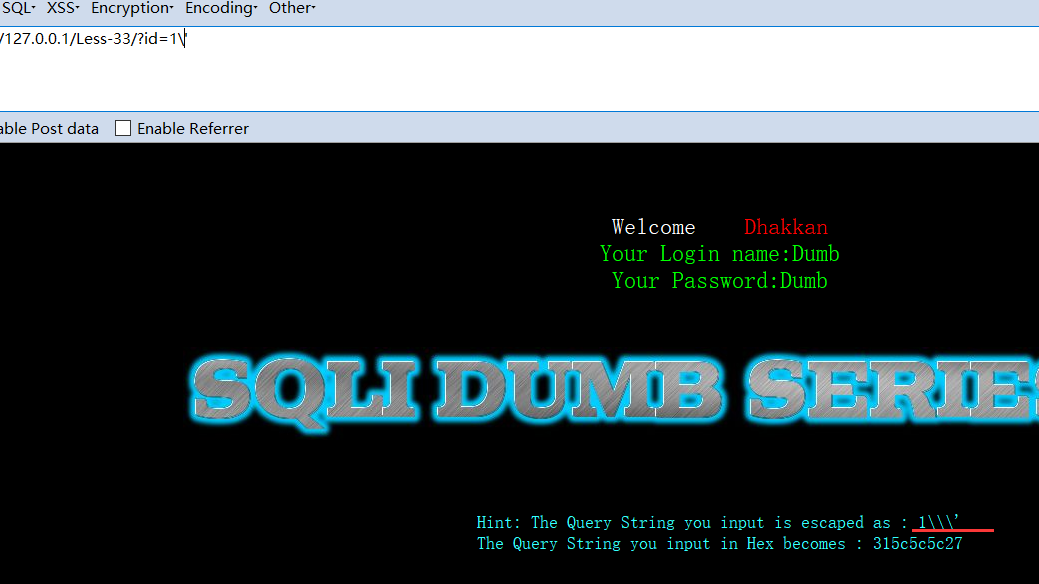 SQL▾ XSS▾ Encryption▾ Encoding▾ Other▾
/127.0.0.1/Less-33/?id=1\'
able Post data Enable Referrer
Welcome Dhakkan
Your Login name:Dumb
Your Password:Dumb
SQLI DUMB SERIES
Hint: The Query String you input is escaped as : 1\\\'
The Query String you input in Hex becomes : 315c5c5c27